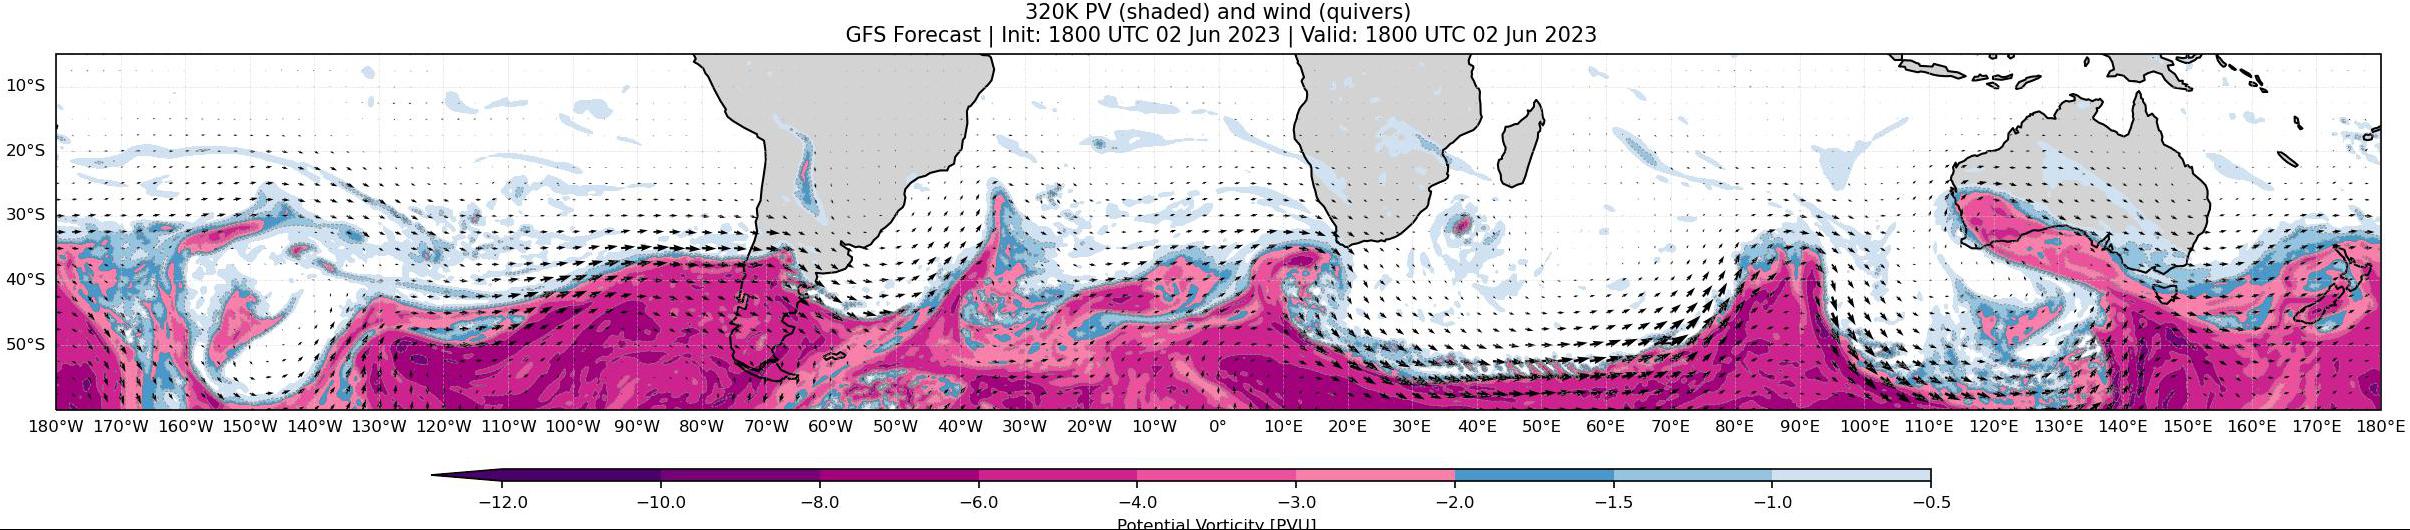 320K PV (shaded) and wind (quivers)
GFS Forecast | Init: 1800 UTC 02 Jun 2023 | Valid: 1800 UTC 02 Jun 2023
10°S
20°S
30°S
40°S
50°S
180°W 170°W 160°W 150°W 140°W 130°W 120°W 110°W 100°W 90°W 80°W 70°W 60°W 50°W 40°W 30°W 20°W 10°W 0° 10°E 20°E 30°E 40°E 50°E 60°E 70°E 80°E 90°E 100°E 110°E 120°E 130°E 140°E 150°E 160°E 170°E 180°E
−12.0 −10.0 −8.0 −6.0 −4.0 −3.0 −2.0 −1.5 −1.0 −0.5
Potential Vorticity [PVU]